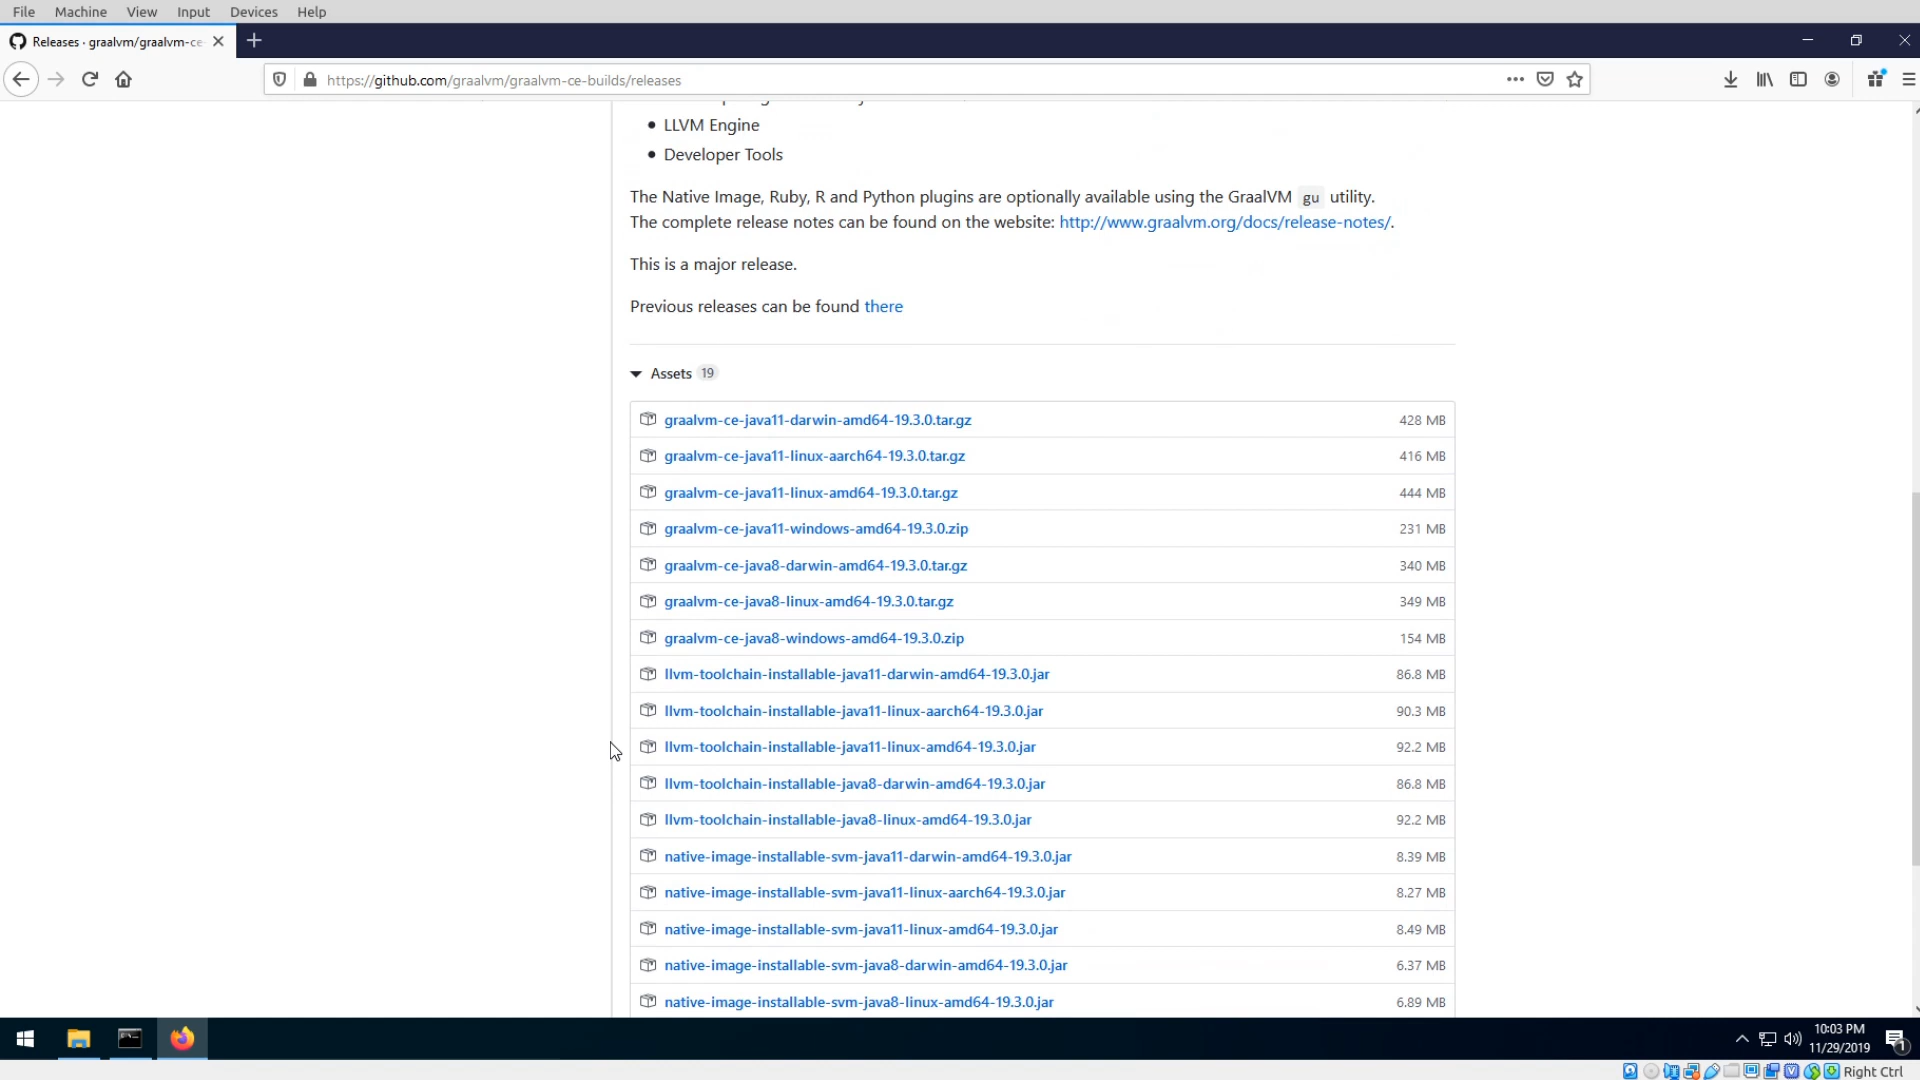 File Machine View Input Devices Help
Releases · graalvm/graalvm-ce-
https://github.com/graalvm/graalvm-ce-builds/releases
LLVM Engine
Developer Tools
The Native Image, Ruby, R and Python plugins are optionally available using the GraalVM gu utility.
The complete release notes can be found on the website: http://www.graalvm.org/docs/release-notes/.
This is a major release.
Previous releases can be found there
Assets 19
graalvm-ce-java11-darwin-amd64-19.3.0.tar.gz 428 MB
graalvm-ce-java11-linux-aarch64-19.3.0.tar.gz 416 MB
graalvm-ce-java11-linux-amd64-19.3.0.tar.gz 444 MB
graalvm-ce-java11-windows-amd64-19.3.0.zip 231 MB
graalvm-ce-java8-darwin-amd64-19.3.0.tar.gz 340 MB
graalvm-ce-java8-linux-amd64-19.3.0.tar.gz 349 MB
graalvm-ce-java8-windows-amd64-19.3.0.zip 154 MB
llvm-toolchain-installable-java11-darwin-amd64-19.3.0.jar 86.8 MB
llvm-toolchain-installable-java11-linux-aarch64-19.3.0.jar 90.3 MB
llvm-toolchain-installable-java11-linux-amd64-19.3.0.jar 92.2 MB
llvm-toolchain-installable-java8-darwin-amd64-19.3.0.jar 86.8 MB
llvm-toolchain-installable-java8-linux-amd64-19.3.0.jar 92.2 MB
native-image-installable-svm-java11-darwin-amd64-19.3.0.jar 8.39 MB
native-image-installable-svm-java11-linux-aarch64-19.3.0.jar 8.27 MB
native-image-installable-svm-java11-linux-amd64-19.3.0.jar 8.49 MB
native-image-installable-svm-java8-darwin-amd64-19.3.0.jar 6.37 MB
native-image-installable-svm-java8-linux-amd64-19.3.0.jar 6.89 MB
10:03 PM
11/29/2019
1
Right Ctrl